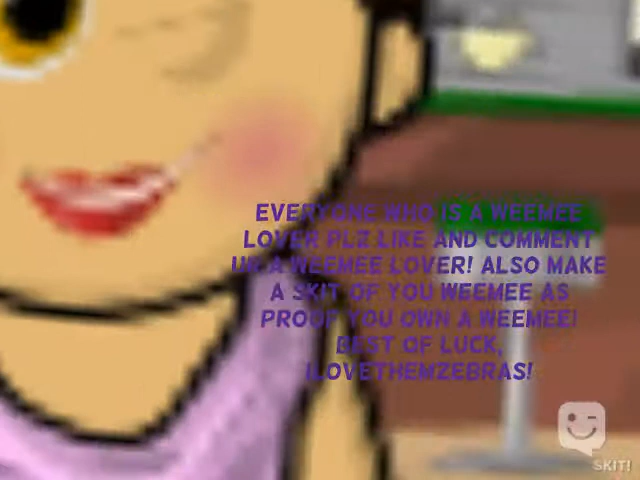 EVERYONE WHO IS A WEEMEE
LOVER PLZ LIKE AND COMMENT
UR A WEEMEE LOVER! ALSO MAKE
A SKIT OF YOU WEEMEE AS
PROOF YOU OWN A WEEMEE!
BEST OF LUCK,
ILOVETHEMZEBRAS!
SKIT!